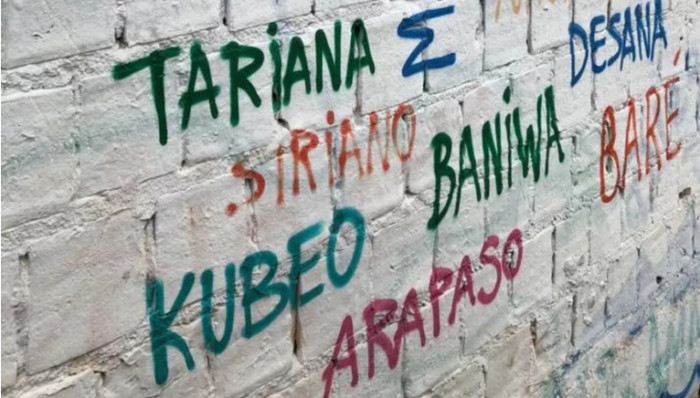 TARIANA Σ DESANA
SIRIANO BANIWA BARÉ
KUBEO ARAPASO